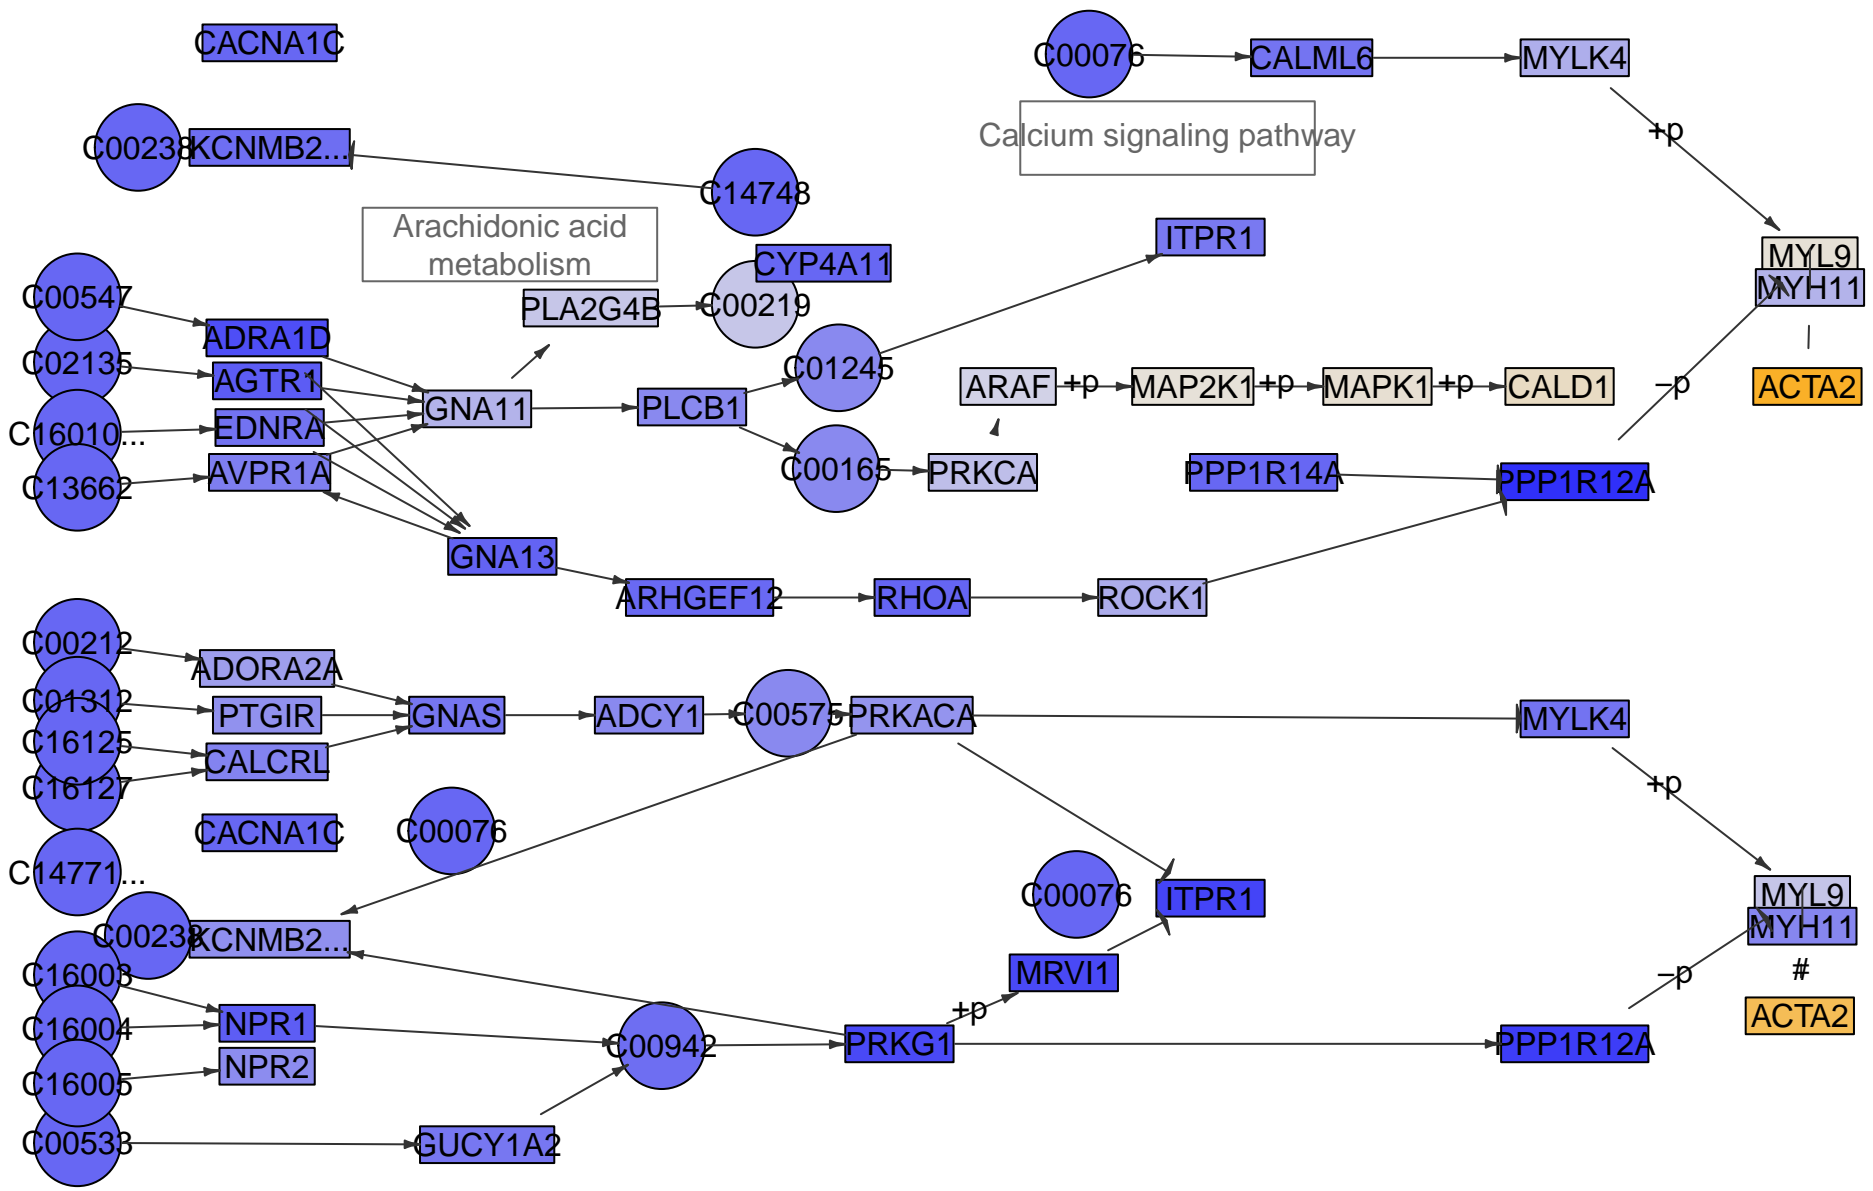 CACNA1C
C00076
CALML6
MYLK4
+p
Calcium signaling pathway
C00238
KCNMB2...
C14748
Arachidonic acid
metabolism
ITPR1
CYP4A11
MYL9
MYH11
C00547
PLA2G4B
C00219
ADRA1D
C02135
AGTR1
C01245
ARAF
+p
MAP2K1
+p
MAPK1
+p
CALD1
−p
ACTA2
EDNRA
GNA11
PLCB1
C16010...
AVPR1A
C13662
C00165
PRKCA
PPP1R14A
PPP1R12A
GNA13
ARHGEF12
RHOA
ROCK1
C00212
ADORA2A
C01312
PTGIR
GNAS
ADCY1
C00575
PRKACA
MYLK4
C16125
CALCRL
C16127
+p
CACNA1C
C00076
C14771...
C00076
ITPR1
MYL9
MYH11
C00238
KCNMB2...
C16003
MRVI1
−p
#
+p
C16004
NPR1
ACTA2
C00942
PRKG1
PPP1R12A
NPR2
C16005
C00533
GUCY1A2